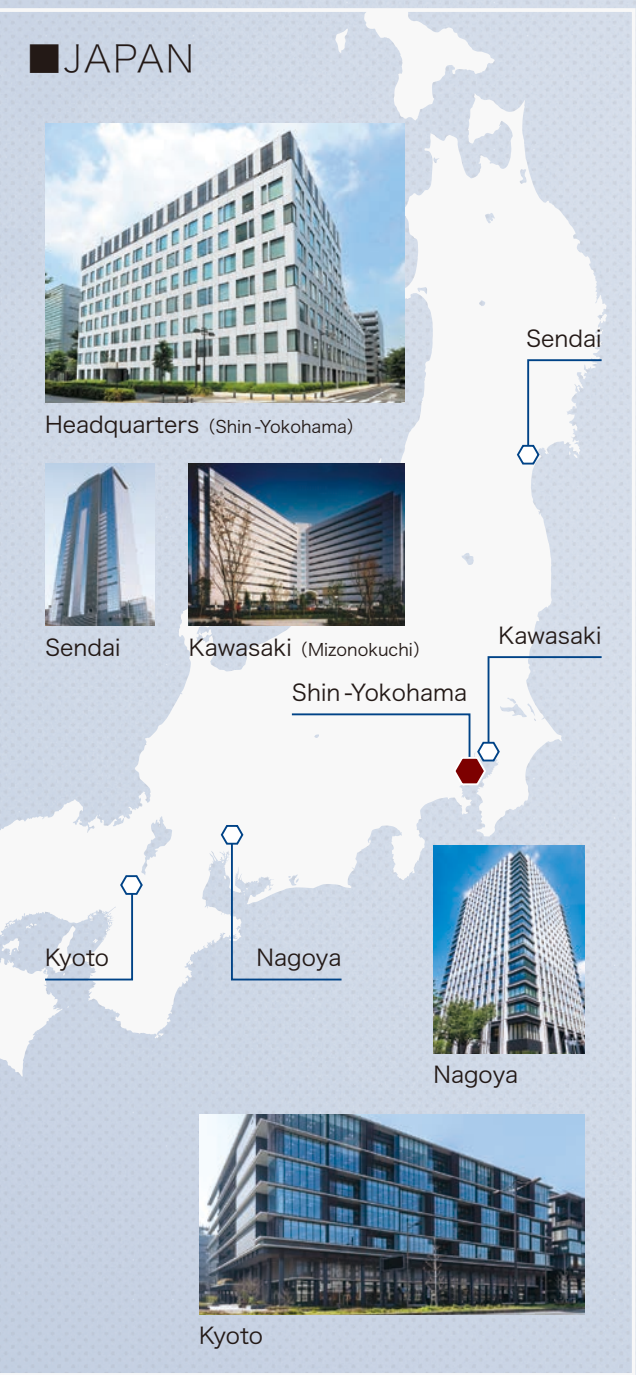 ■JAPAN
Headquarters (Shin-Yokohama)
Sendai
Sendai
Kawasaki (Mizonokuchi)
Kawasaki
Shin-Yokohama
Kyoto
Nagoya
Nagoya
Kyoto